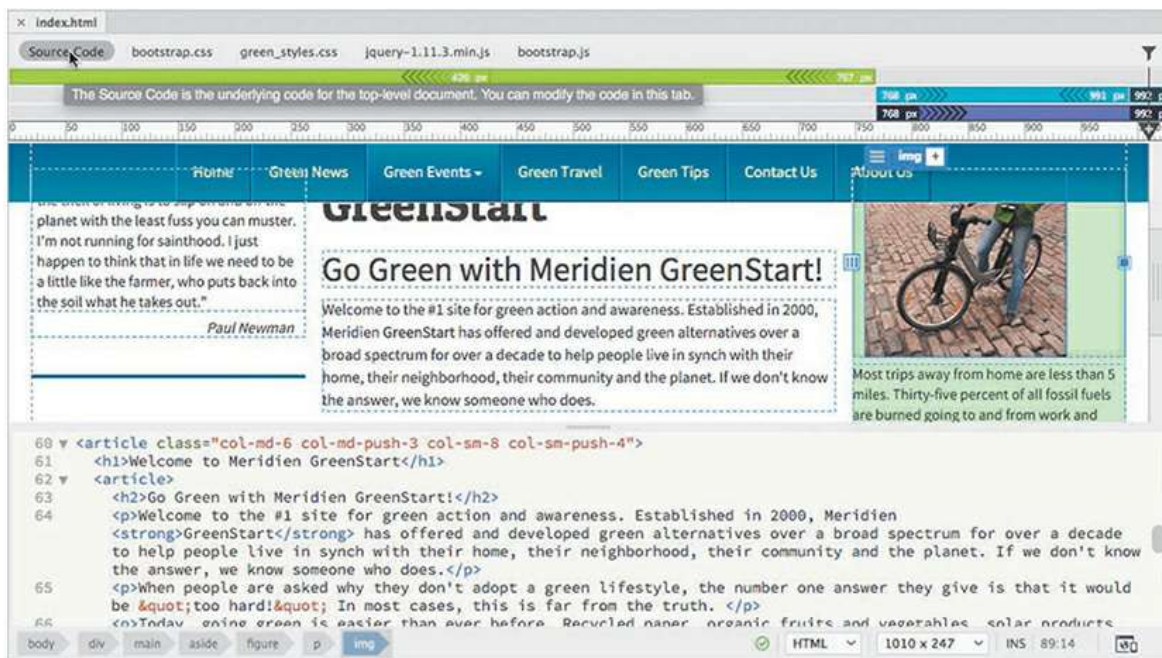 × index.html
Source Code bootstrap.css green_styles.css jquery-1.11.3.min.js bootstrap.js
426 px 767 px
The Source Code is the underlying code for the top-level document. You can modify the code in this tab.
768 px 991 px 992
768 px 992
0 50 100 150 200 250 300 350 400 450 500 550 600 650 700 750 800 850 900 950
img +
Home Green News Green Events Green Travel Green Tips Contact Us About Us
planet with the least fuss you can muster.
I'm not running for sainthood. I just
happen to think that in life we need to be
a little like the farmer, who puts back into
the soil what he takes out."
Paul Newman
GreenStart
Go Green with Meridien GreenStart!
Welcome to the #1 site for green action and awareness. Established in 2000,
Meridien GreenStart has offered and developed green alternatives over a
broad spectrum for over a decade to help people live in synch with their
home, their neighborhood, their community and the planet. If we don't know
the answer, we know someone who does.
Most trips away from home are less than 5
miles. Thirty-five percent of all fossil fuels
are burned going to and from work and
60 <article class="col-md-6 col-md-push-3 col-sm-8 col-sm-push-4">
61 <h1>Welcome to Meridien GreenStart</h1>
62 <article>
63 <h2>Go Green with Meridien GreenStart!</h2>
64 <p>Welcome to the #1 site for green action and awareness. Established in 2000, Meridien
<strong>GreenStart</strong> has offered and developed green alternatives over a broad spectrum for over a decade
to help people live in synch with their home, their neighborhood, their community and the planet. If we don't know
the answer, we know someone who does.</p>
65 <p>When people are asked why they don't adopt a green lifestyle, the number one answer they give is that it would
be &quot;too hard!&quot; In most cases, this is far from the truth. </p>
66 <p>Today, going green is easier than ever before. Recycled paper, organic fruits and vegetables, solar products
body div main aside figure p img HTML 1010 x 247 INS 89:14